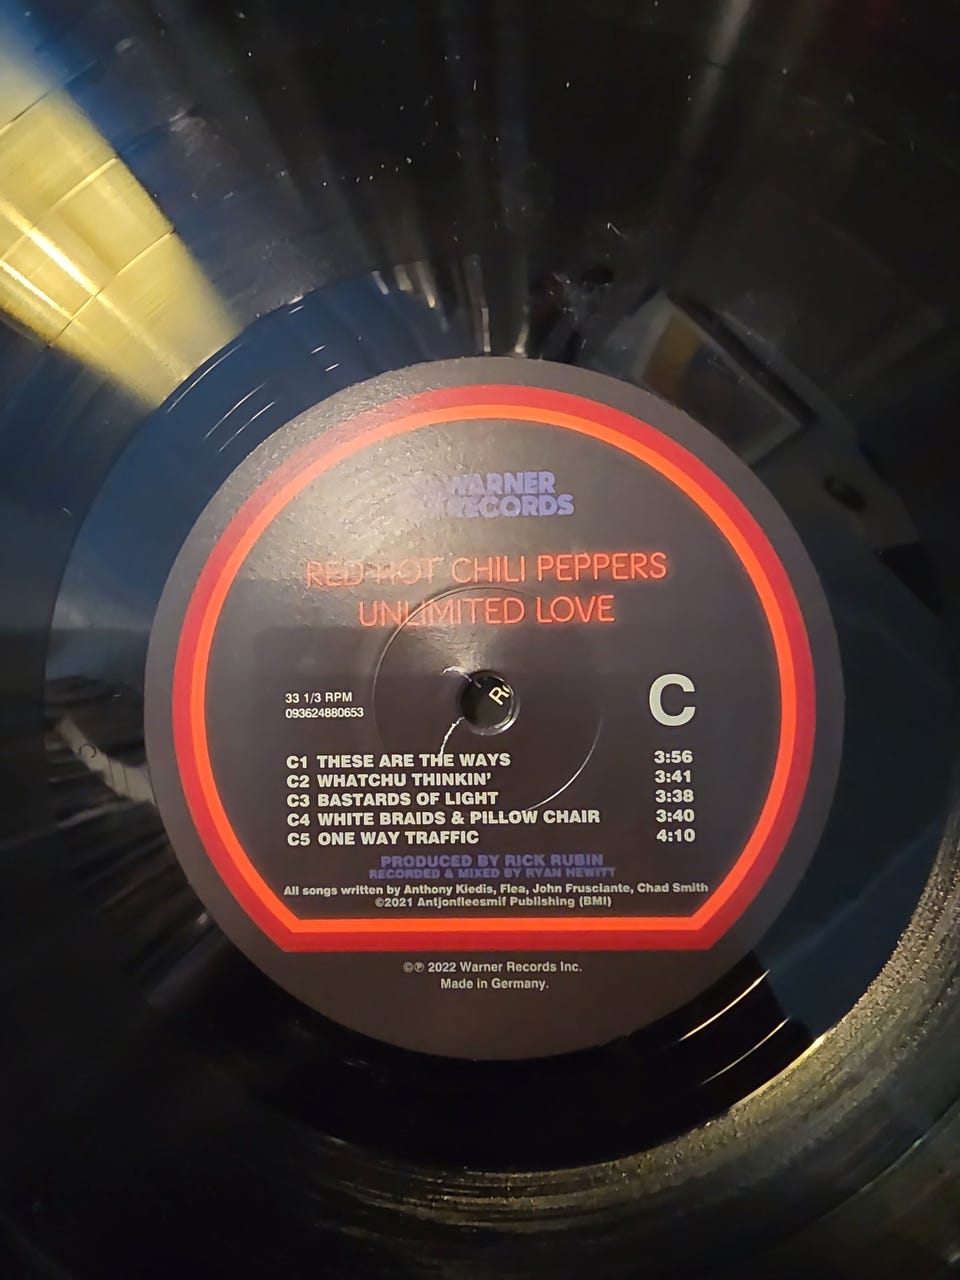 WARNER
RECORDS
RED HOT CHILI PEPPERS
UNLIMITED LOVE
33 1/3 RPM
093624880653
C
C1 THESE ARE THE WAYS 3:56
C2 WHATCHU THINKIN' 3:41
C3 BASTARDS OF LIGHT 3:38
C4 WHITE BRAIDS & PILLOW CHAIR 3:40
C5 ONE WAY TRAFFIC 4:10
PRODUCED BY RICK RUBIN
RECORDED & MIXED BY RYAN HEWITT
All songs written by Anthony Kiedis, Flea, John Frusciante, Chad Smith
©2021 Antjonfleesmif Publishing (BMI)
©℗ 2022 Warner Records Inc.
Made in Germany.